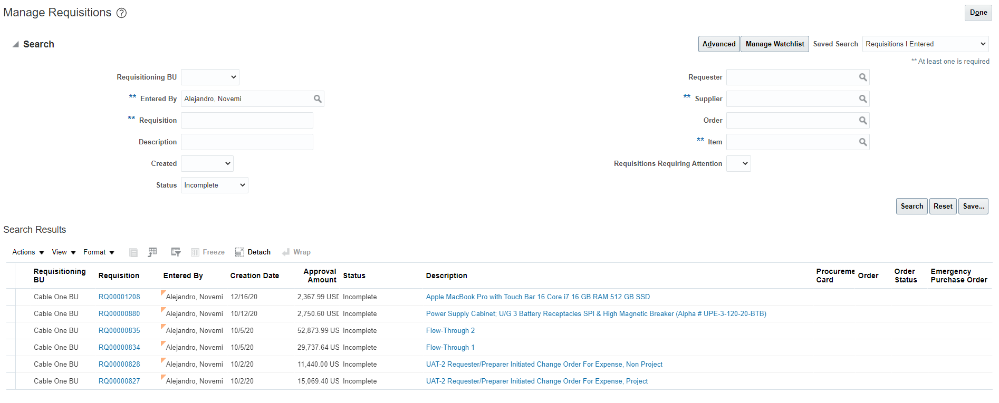 Manage Requisitions ?
Done
Search
Advanced Manage Watchlist Saved Search Requisitions I Entered
** At least one is required
Requisitioning BU
Requester
** Entered By Alejandro, Novemi
** Supplier
** Requisition
Order
Description
** Item
Created
Requisitions Requiring Attention
Status Incomplete
Search Reset Save...
Search Results
Actions View Format Freeze Detach Wrap
Requisitioning BU Requisition Entered By Creation Date Approval Amount Status Description Procureme Card Order Order Status Emergency Purchase Order
Cable One BU RQ00001208 Alejandro, Novemi 12/16/20 2,367.99 USD Incomplete Apple MacBook Pro with Touch Bar 16 Core i7 16 GB RAM 512 GB SSD
Cable One BU RQ00000880 Alejandro, Novemi 10/12/20 2,750.60 USD Incomplete Power Supply Cabinet; U/G 3 Battery Receptacles SPI & High Magnetic Breaker (Alpha # UPE-3-120-20-BTB)
Cable One BU RQ00000835 Alejandro, Novemi 10/5/20 52,873.99 US Incomplete Flow-Through 2
Cable One BU RQ00000834 Alejandro, Novemi 10/5/20 29,737.64 US Incomplete Flow-Through 1
Cable One BU RQ00000828 Alejandro, Novemi 10/2/20 11,440.00 US Incomplete UAT-2 Requester/Preparer Initiated Change Order For Expense, Non Project
Cable One BU RQ00000827 Alejandro, Novemi 10/2/20 15,069.40 US Incomplete UAT-2 Requester/Preparer Initiated Change Order For Expense, Project